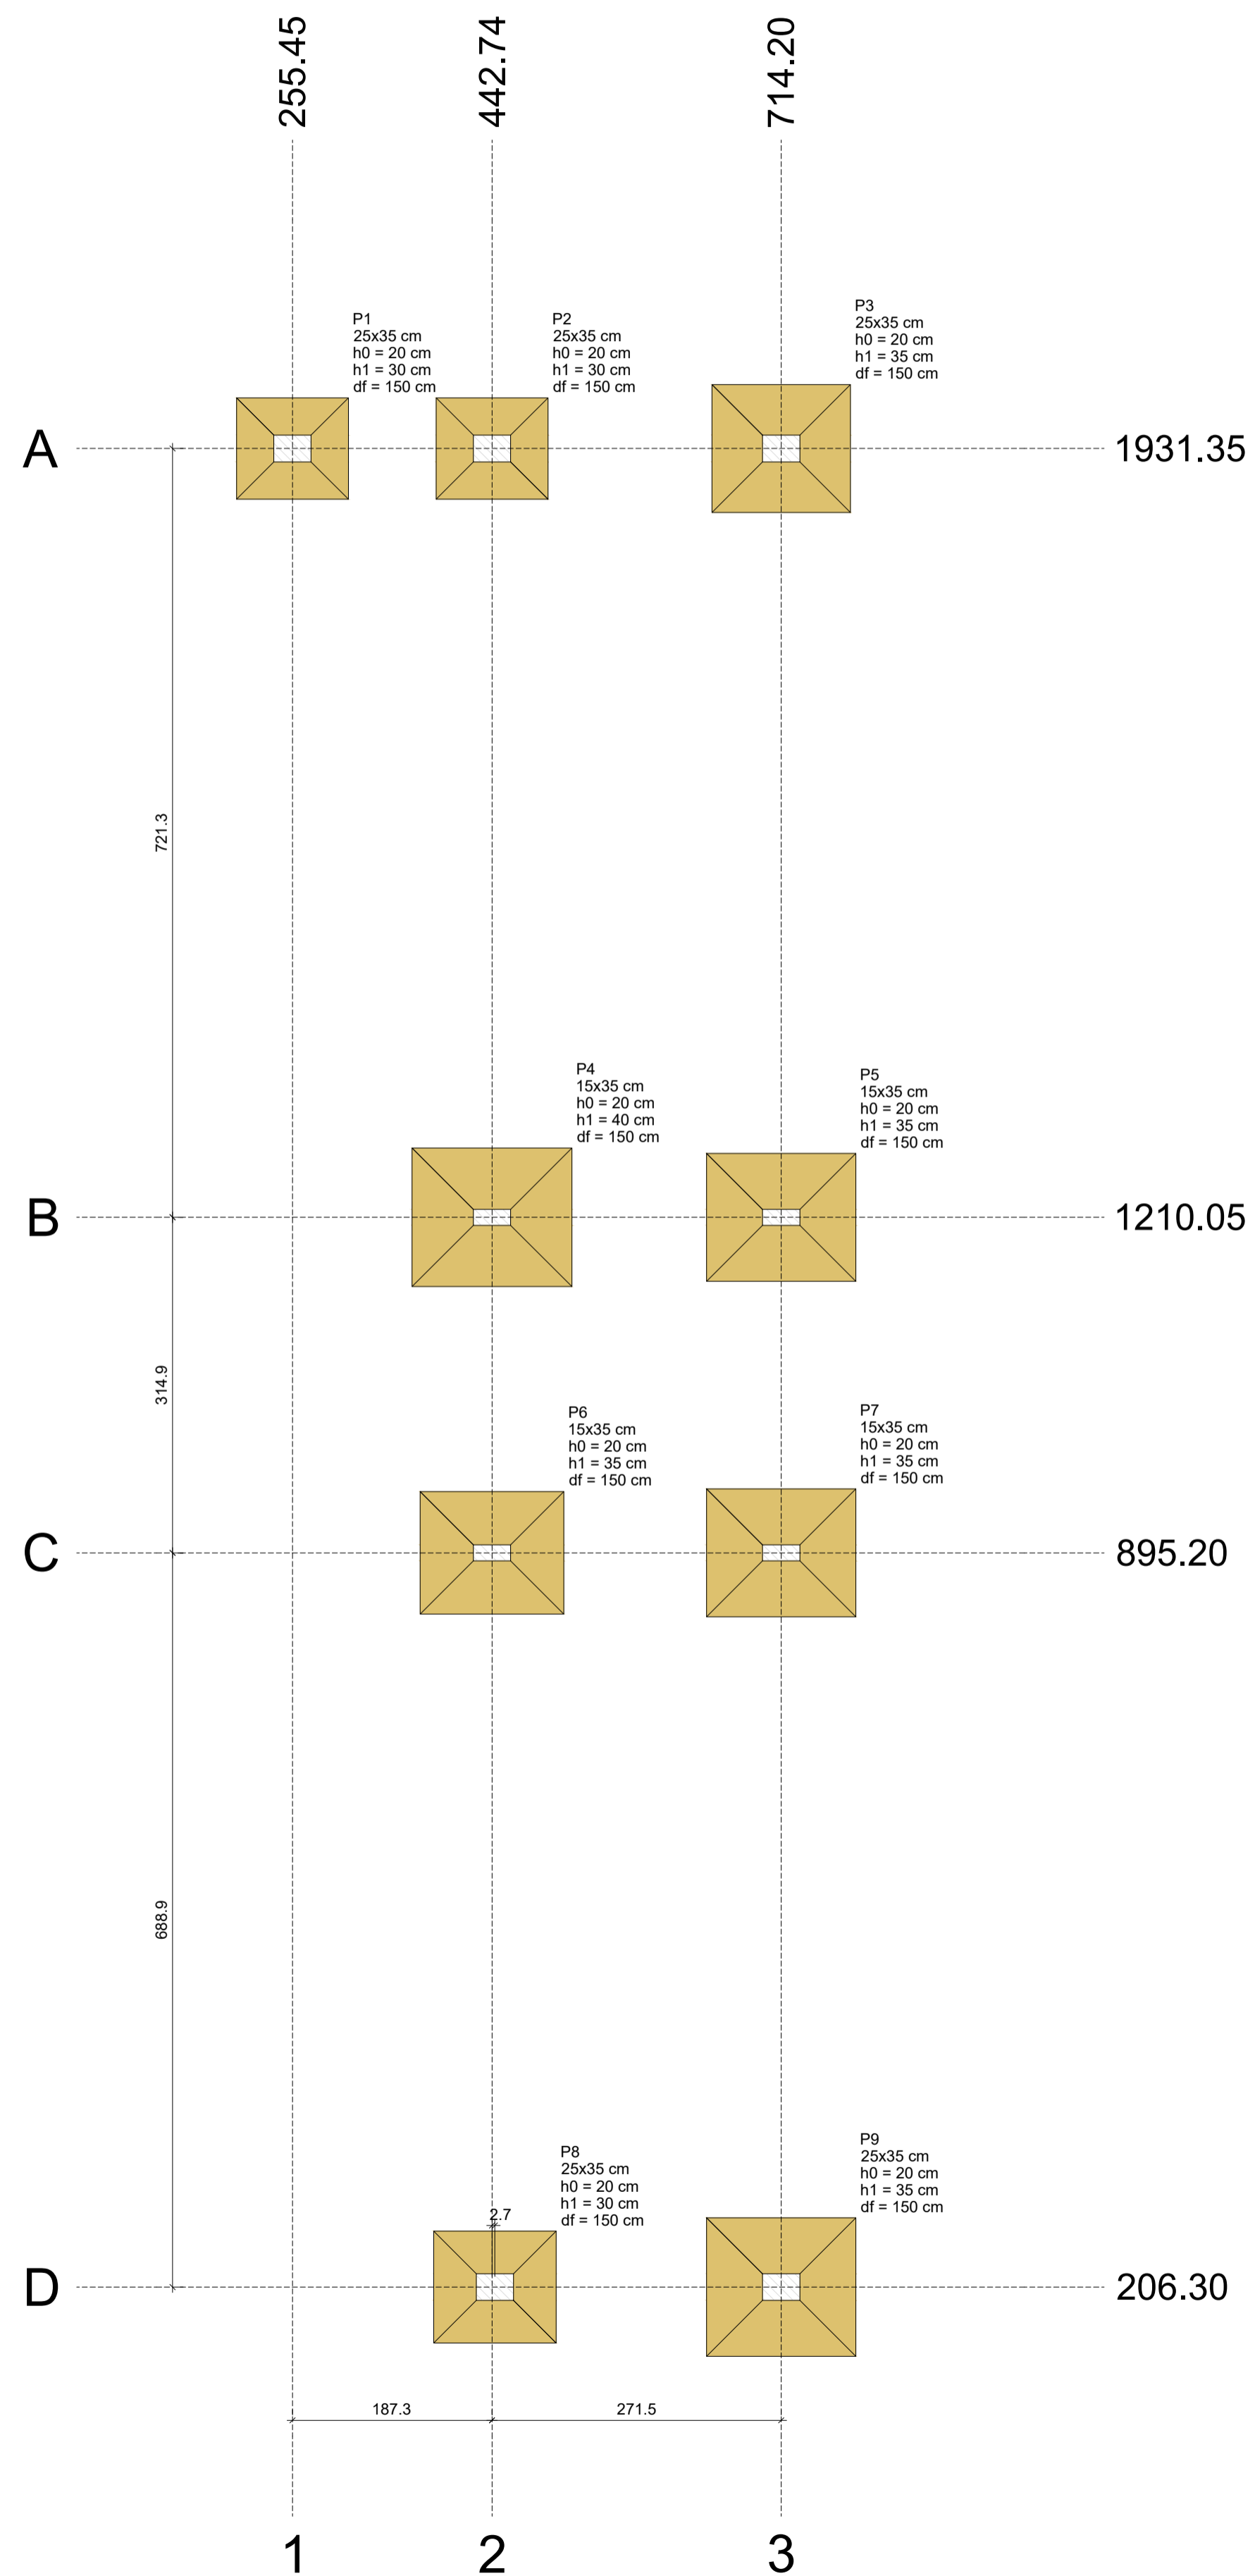 255.45
442.74
714.20
P1
25x35 cm
h0 = 20 cm
h1 = 30 cm
df = 150 cm
P2
25x35 cm
h0 = 20 cm
h1 = 30 cm
df = 150 cm
P3
25x35 cm
h0 = 20 cm
h1 = 35 cm
df = 150 cm
A
1931.35
721.3
P4
15x35 cm
h0 = 20 cm
h1 = 40 cm
df = 150 cm
P5
15x35 cm
h0 = 20 cm
h1 = 35 cm
df = 150 cm
B
1210.05
314.9
P6
15x35 cm
h0 = 20 cm
h1 = 35 cm
df = 150 cm
P7
15x35 cm
h0 = 20 cm
h1 = 35 cm
df = 150 cm
C
895.20
688.9
P8
25x35 cm
h0 = 20 cm
h1 = 30 cm
df = 150 cm
2.7
P9
25x35 cm
h0 = 20 cm
h1 = 35 cm
df = 150 cm
D
206.30
187.3
271.5
1
2
3